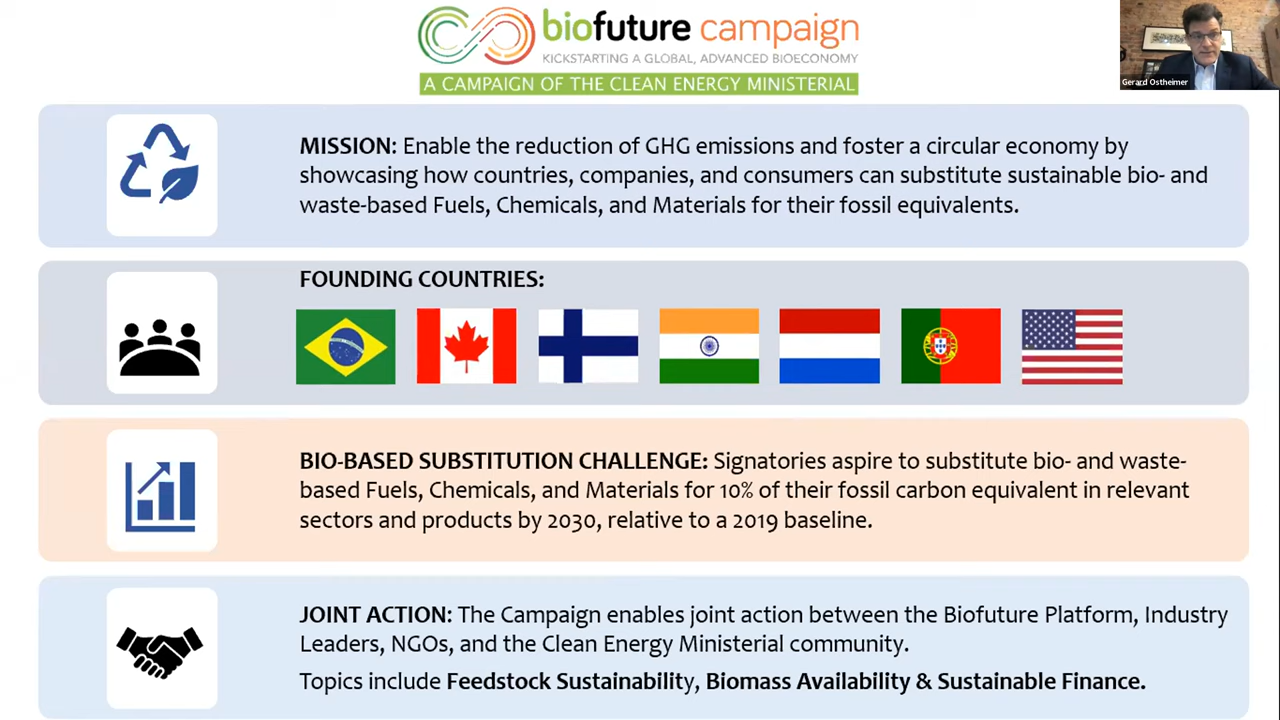 biofuture campaign
KICKSTARTING A GLOBAL, ADVANCED BIOECONOMY
A CAMPAIGN OF THE CLEAN ENERGY MINISTERIAL
Gerard Ostheimer
MISSION: Enable the reduction of GHG emissions and foster a circular economy by
showcasing how countries, companies, and consumers can substitute sustainable bio- and
waste-based Fuels, Chemicals, and Materials for their fossil equivalents.
FOUNDING COUNTRIES:
BIO-BASED SUBSTITUTION CHALLENGE: Signatories aspire to substitute bio- and waste-
based Fuels, Chemicals, and Materials for 10% of their fossil carbon equivalent in relevant
sectors and products by 2030, relative to a 2019 baseline.
JOINT ACTION: The Campaign enables joint action between the Biofuture Platform, Industry
Leaders, NGOs, and the Clean Energy Ministerial community.
Topics include Feedstock Sustainability, Biomass Availability & Sustainable Finance.